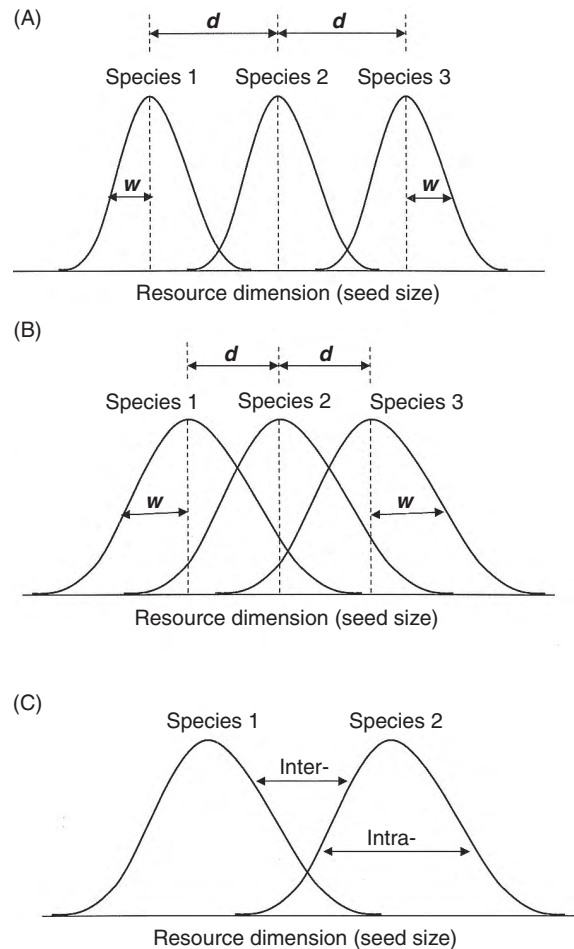 (A)
d d
Species 1 Species 2 Species 3
w w
Resource dimension (seed size)
(B)
d d
Species 1 Species 2 Species 3
w w
Resource dimension (seed size)
(C)
Species 1 Species 2
Inter-
Intra-
Resource dimension (seed size)